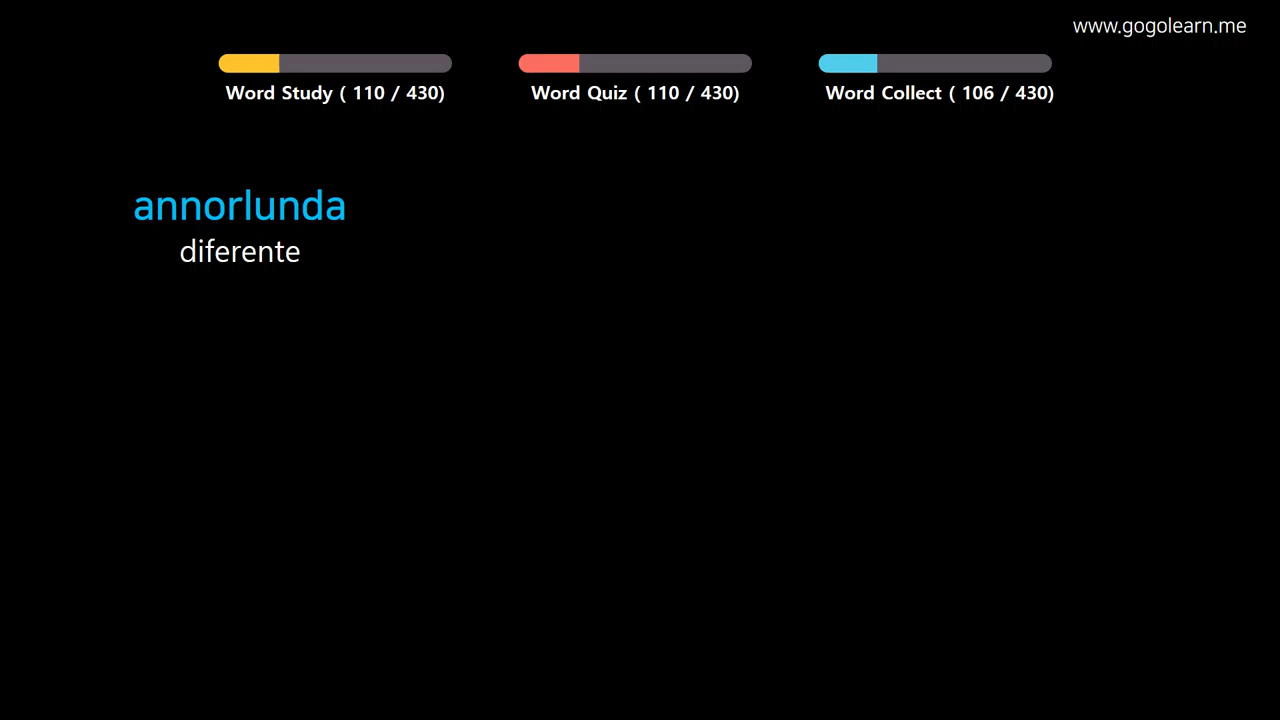 www.gogolearn.me
Word Study ( 110 / 430)
Word Quiz ( 110 / 430)
Word Collect ( 106 / 430)
annorlunda
diferente